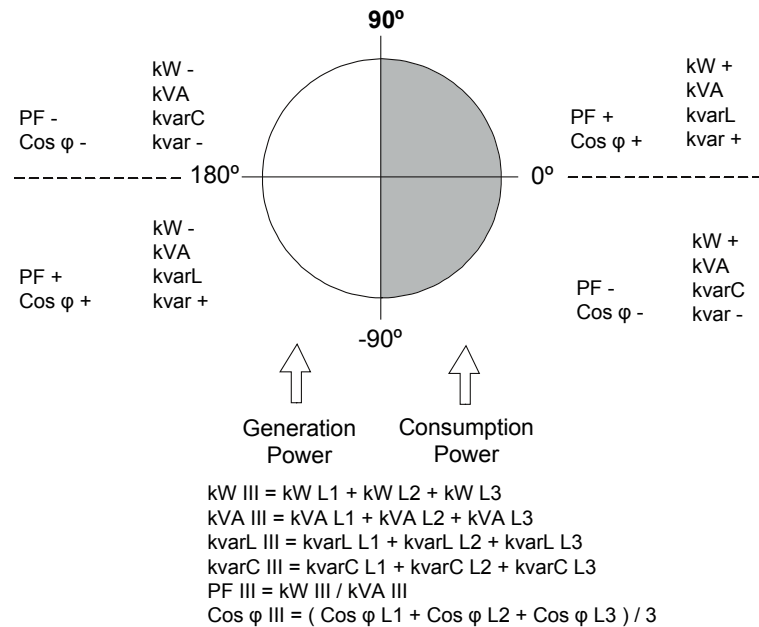 90º
kW -
kVA
kvarC
kvar -
PF -
Cos φ -
kW +
kVA
kvarL
kvar +
PF +
Cos φ +
180º
0º
kW -
kVA
kvarL
kvar +
PF +
Cos φ +
kW +
kVA
kvarC
kvar -
PF -
Cos φ -
-90º
Generation
Power
Consumption
Power
kW III = kW L1 + kW L2 + kW L3
kVA III = kVA L1 + kVA L2 + kVA L3
kvarL III = kvarL L1 + kvarL L2 + kvarL L3
kvarC III = kvarC L1 + kvarC L2 + kvarC L3
PF III = kW III / kVA III
Cos φ III = ( Cos φ L1 + Cos φ L2 + Cos φ L3 ) / 3